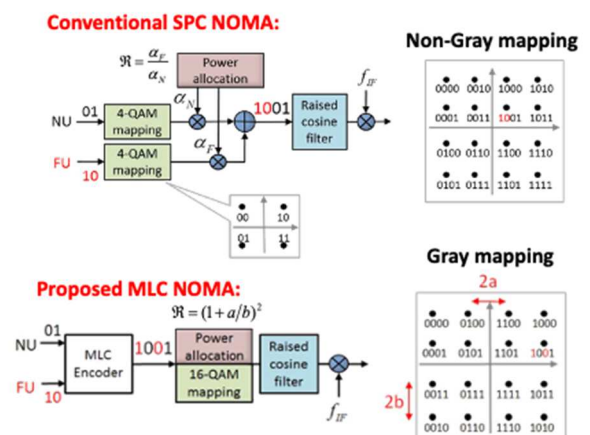 Conventional SPC NOMA:
ℜ = α_F / α_N
Power
allocation
α_N
f_IF
NU
01
4-QAM
mapping
1001
Raised
cosine
filter
FU
10
4-QAM
mapping
α_F
00 10
01 11
Non-Gray mapping
0000 0010 1000 1010
0001 0011 1001 1011
0100 0110 1100 1110
0101 0111 1101 1111
Proposed MLC NOMA:
ℜ = (1+a/b)²
NU
01
FU
10
MLC
Encoder
1001
Power
allocation
16-QAM
mapping
Raised
cosine
filter
f_IF
Gray mapping
2a
0000 0100 1100 1000
0001 0101 1101 1001
2b
0011 0111 1111 1011
0010 0110 1110 1010